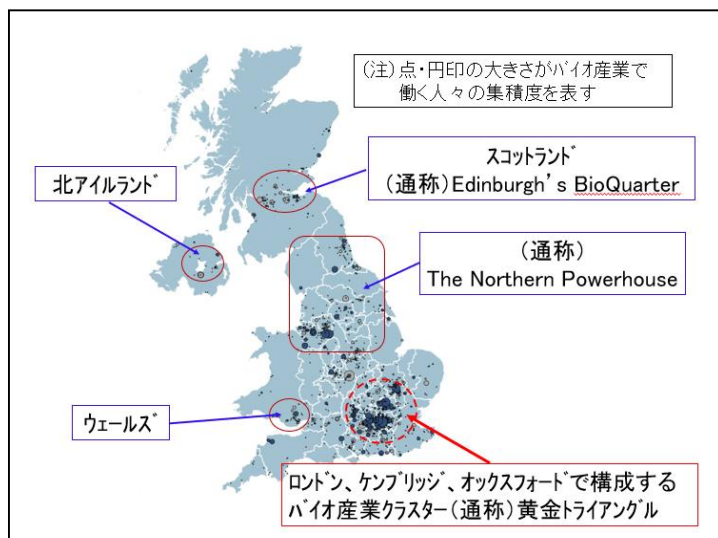 (注)点・円印の大きさがﾊﾞｲｵ産業で
働く人々の集積度を表す
ｽｺｯﾄﾗﾝﾄﾞ
(通称)Edinburgh's BioQuarter
北ｱｲﾙﾗﾝﾄﾞ
(通称)
The Northern Powerhouse
ｳｪｰﾙｽﾞ
ﾛﾝﾄﾞﾝ、ｹﾝﾌﾞﾘｯｼﾞ、ｵｯｸｽﾌｫｰﾄﾞで構成する
ﾊﾞｲｵ産業ｸﾗｽﾀｰ(通称)黄金ﾄﾗｲｱﾝｸﾞﾙ